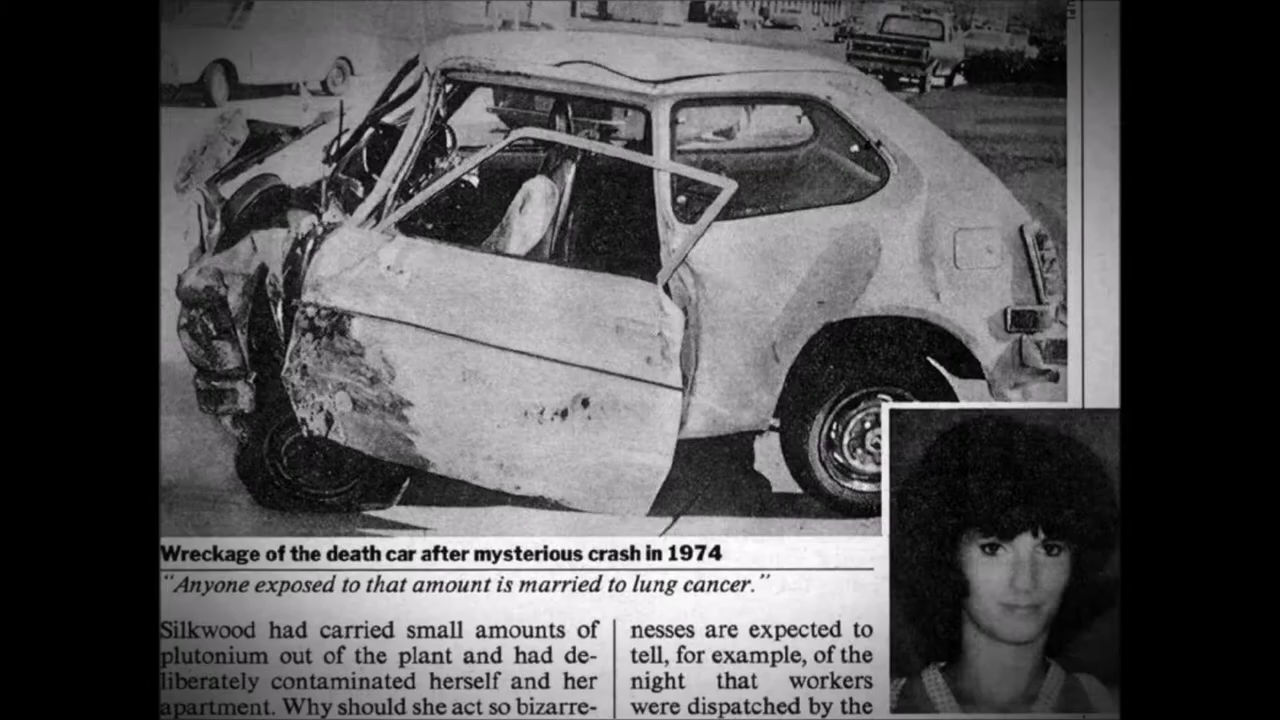 Wreckage of the death car after mysterious crash in 1974
"Anyone exposed to that amount is married to lung cancer."
Silkwood had carried small amounts of
plutonium out of the plant and had de-
liberately contaminated herself and her
apartment. Why should she act so bizarre-
nesses are expected to
tell, for example, of the
night that workers
were dispatched by the